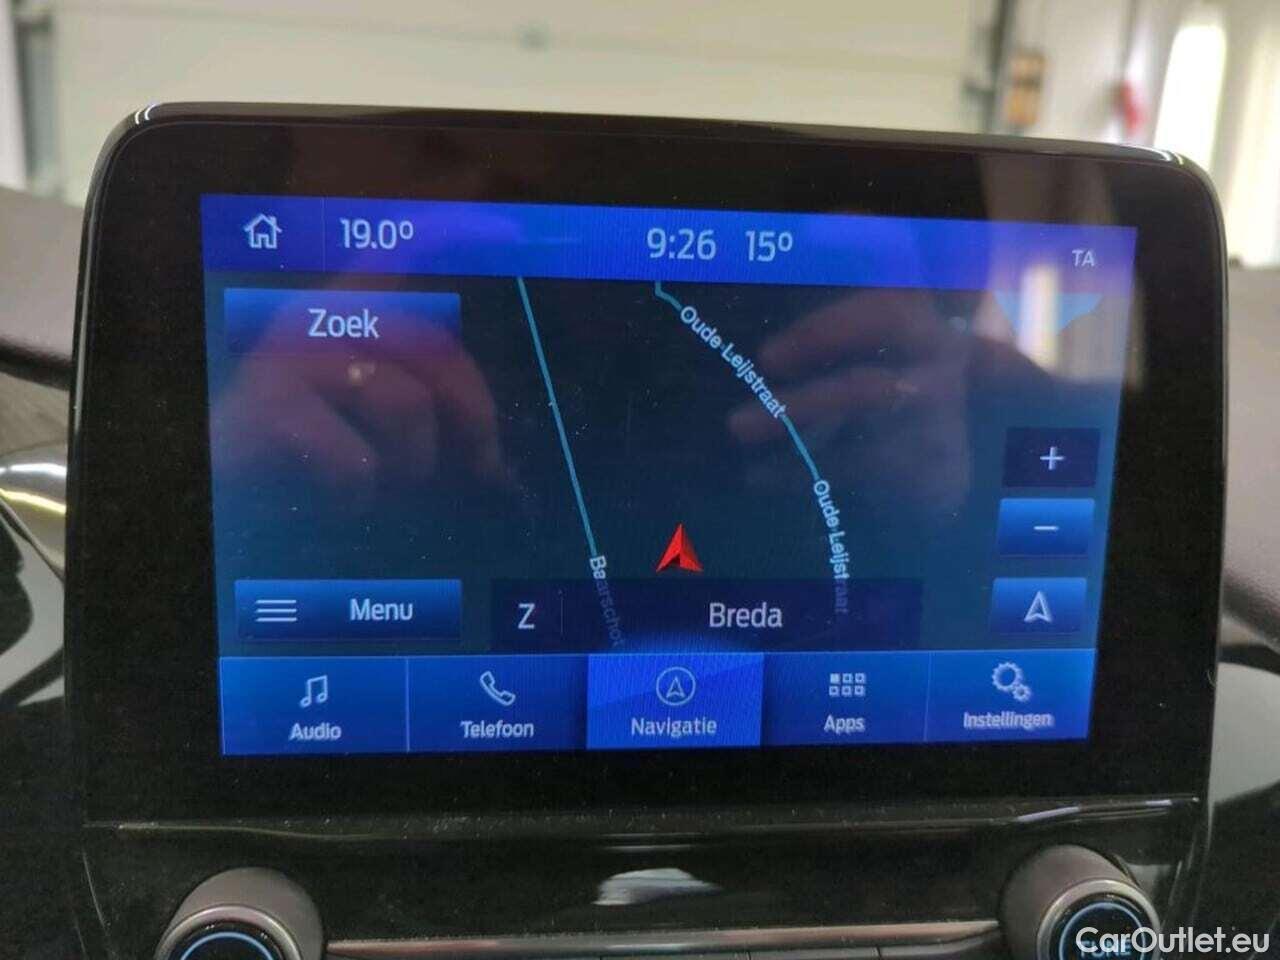 19.0°
9:26 15°
TA
Zoek
Oude Leijstraat
Oude Leijstraat
Baarschot
Menu
Z
Breda
Audio
Telefoon
Navigatie
Apps
Instellingen
TUNE
CarOutlet.eu